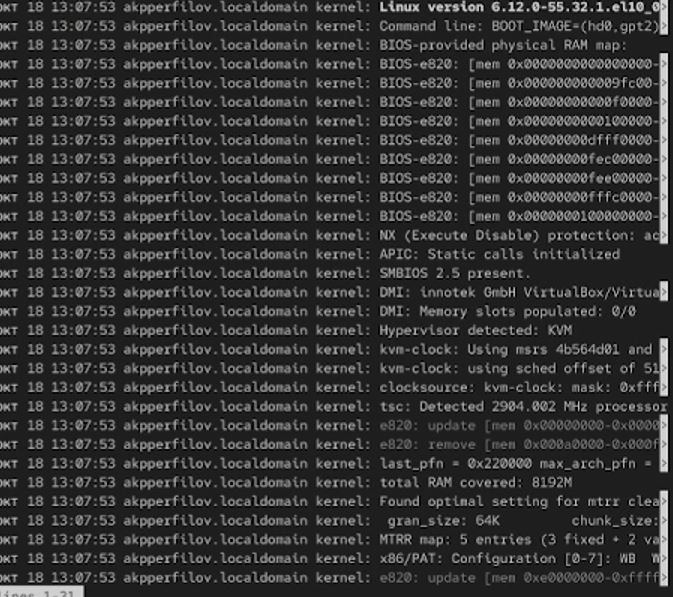 окт 18 13:07:53 akpperfilov.localdomain kernel: Linux version 6.12.0-55.32.1.el10_0>
окт 18 13:07:53 akpperfilov.localdomain kernel: Command line: BOOT_IMAGE=(hd0,gpt2)>
окт 18 13:07:53 akpperfilov.localdomain kernel: BIOS-provided physical RAM map:
окт 18 13:07:53 akpperfilov.localdomain kernel: BIOS-e820: [mem 0x0000000000000000->
окт 18 13:07:53 akpperfilov.localdomain kernel: BIOS-e820: [mem 0x000000000009fc00->
окт 18 13:07:53 akpperfilov.localdomain kernel: BIOS-e820: [mem 0x00000000000f0000->
окт 18 13:07:53 akpperfilov.localdomain kernel: BIOS-e820: [mem 0x0000000000100000->
окт 18 13:07:53 akpperfilov.localdomain kernel: BIOS-e820: [mem 0x00000000dfff0000->
окт 18 13:07:53 akpperfilov.localdomain kernel: BIOS-e820: [mem 0x00000000fec00000->
окт 18 13:07:53 akpperfilov.localdomain kernel: BIOS-e820: [mem 0x00000000fee00000->
окт 18 13:07:53 akpperfilov.localdomain kernel: BIOS-e820: [mem 0x00000000fffc0000->
окт 18 13:07:53 akpperfilov.localdomain kernel: BIOS-e820: [mem 0x0000000100000000->
окт 18 13:07:53 akpperfilov.localdomain kernel: NX (Execute Disable) protection: ac>
окт 18 13:07:53 akpperfilov.localdomain kernel: APIC: Static calls initialized
окт 18 13:07:53 akpperfilov.localdomain kernel: SMBIOS 2.5 present.
окт 18 13:07:53 akpperfilov.localdomain kernel: DMI: innotek GmbH VirtualBox/Virtua>
окт 18 13:07:53 akpperfilov.localdomain kernel: DMI: Memory slots populated: 0/0
окт 18 13:07:53 akpperfilov.localdomain kernel: Hypervisor detected: KVM
окт 18 13:07:53 akpperfilov.localdomain kernel: kvm-clock: Using msrs 4b564d01 and >
окт 18 13:07:53 akpperfilov.localdomain kernel: kvm-clock: using sched offset of 51>
окт 18 13:07:53 akpperfilov.localdomain kernel: clocksource: kvm-clock: mask: 0xfff>
окт 18 13:07:53 akpperfilov.localdomain kernel: tsc: Detected 2904.002 MHz processor
окт 18 13:07:53 akpperfilov.localdomain kernel: e820: update [mem 0x00000000-0x0000>
окт 18 13:07:53 akpperfilov.localdomain kernel: e820: remove [mem 0x000a0000-0x000f>
окт 18 13:07:53 akpperfilov.localdomain kernel: last_pfn = 0x220000 max_arch_pfn = >
окт 18 13:07:53 akpperfilov.localdomain kernel: total RAM covered: 8192M
окт 18 13:07:53 akpperfilov.localdomain kernel: Found optimal setting for mtrr clea>
окт 18 13:07:53 akpperfilov.localdomain kernel:  gran_size: 64K         chunk_size:>
окт 18 13:07:53 akpperfilov.localdomain kernel: MTRR map: 5 entries (3 fixed + 2 va>
окт 18 13:07:53 akpperfilov.localdomain kernel: x86/PAT: Configuration [0-7]: WB  W>
окт 18 13:07:53 akpperfilov.localdomain kernel: e820: update [mem 0xe0000000-0xffff>
lines 1-31